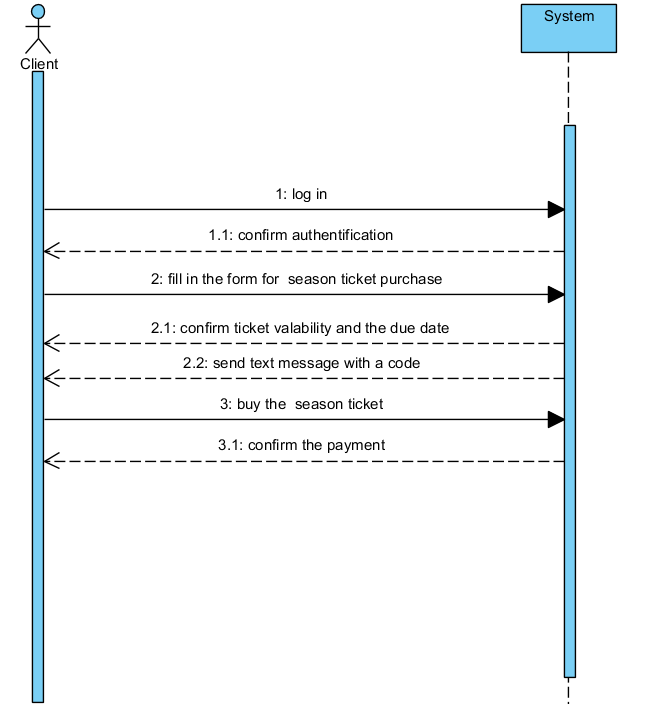 Client
System
1: log in
1.1: confirm authentification
2: fill in the form for  season ticket purchase
2.1: confirm ticket valability and the due date
2.2: send text message with a code
3: buy the  season ticket
3.1: confirm the payment